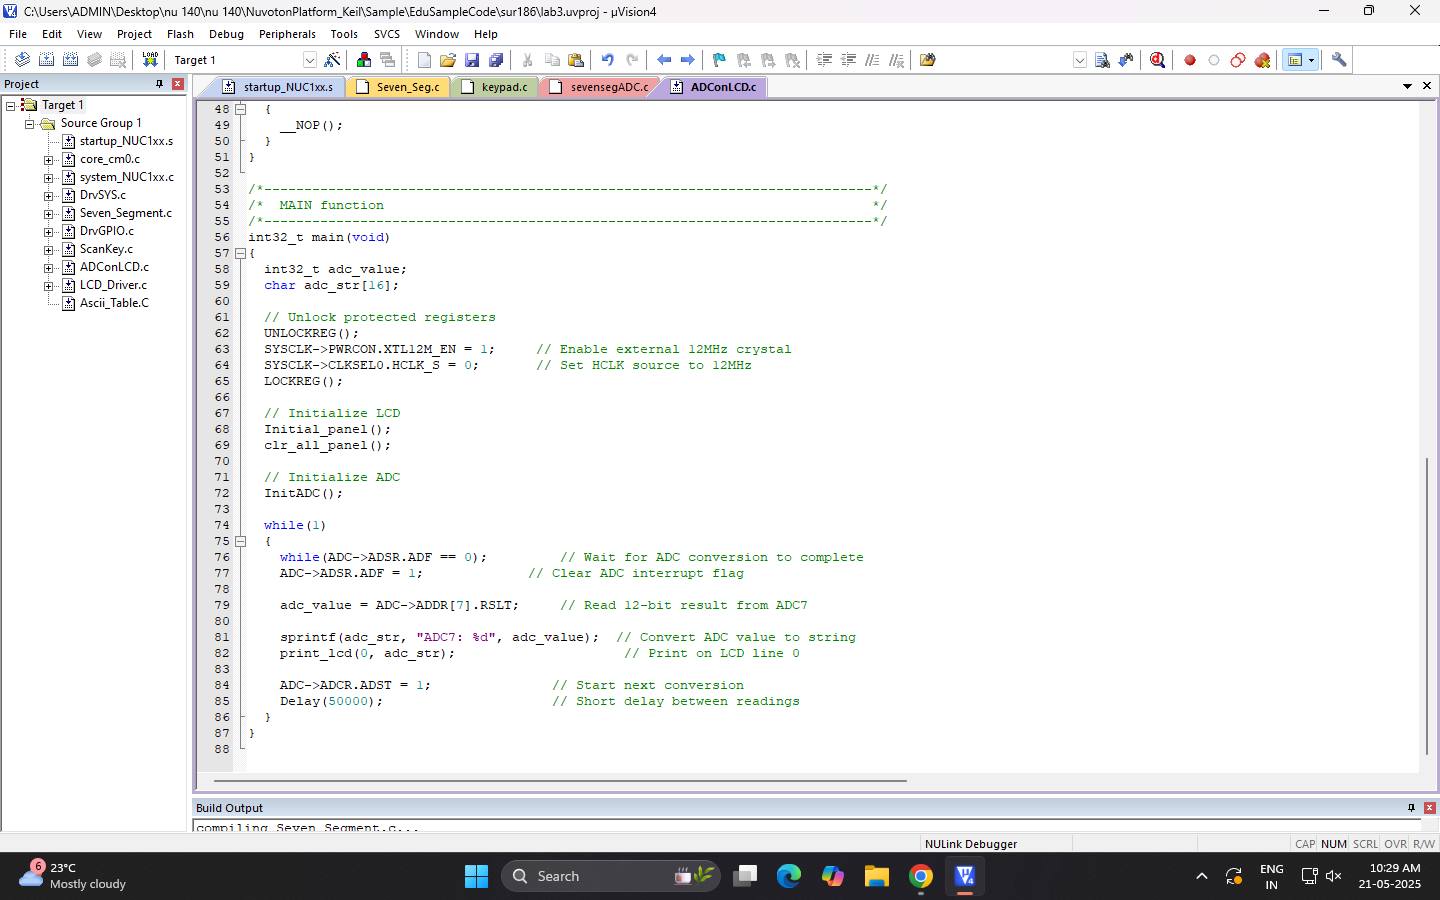 C:\Users\ADMIN\Desktop\nu 140\nu 140\NuvotonPlatform_Keil\Sample\EduSampleCode\sur186\lab3.uvproj - µVision4
File Edit View Project Flash Debug Peripherals Tools SVCS Window Help
LOAD Target 1
Project
startup_NUC1xx.s Seven_Seg.c keypad.c sevensegADC.c ADConLCD.c
Target 1
Source Group 1
startup_NUC1xx.s
core_cm0.c
system_NUC1xx.c
DrvSYS.c
Seven_Segment.c
DrvGPIO.c
ScanKey.c
ADConLCD.c
LCD_Driver.c
Ascii_Table.C
48 {
49 __NOP();
50 }
51 }
52
53 /*----------------------------------------------------------------------------*/
54 /* MAIN function */
55 /*----------------------------------------------------------------------------*/
56 int32_t main(void)
57 {
58 int32_t adc_value;
59 char adc_str[16];
60
61 // Unlock protected registers
62 UNLOCKREG();
63 SYSCLK->PWRCON.XTL12M_EN = 1; // Enable external 12MHz crystal
64 SYSCLK->CLKSEL0.HCLK_S = 0; // Set HCLK source to 12MHz
65 LOCKREG();
66
67 // Initialize LCD
68 Initial_panel();
69 clr_all_panel();
70
71 // Initialize ADC
72 InitADC();
73
74 while(1)
75 {
76 while(ADC->ADSR.ADF == 0); // Wait for ADC conversion to complete
77 ADC->ADSR.ADF = 1; // Clear ADC interrupt flag
78
79 adc_value = ADC->ADDR[7].RSLT; // Read 12-bit result from ADC7
80
81 sprintf(adc_str, "ADC7: %d", adc_value); // Convert ADC value to string
82 print_lcd(0, adc_str); // Print on LCD line 0
83
84 ADC->ADCR.ADST = 1; // Start next conversion
85 Delay(50000); // Short delay between readings
86 }
87 }
88
Build Output
compiling Seven_Segment.c...
NULink Debugger
CAP NUM SCRL OVR R/W
6
23°C
Mostly cloudy
Search
ENG
IN
10:29 AM
21-05-2025